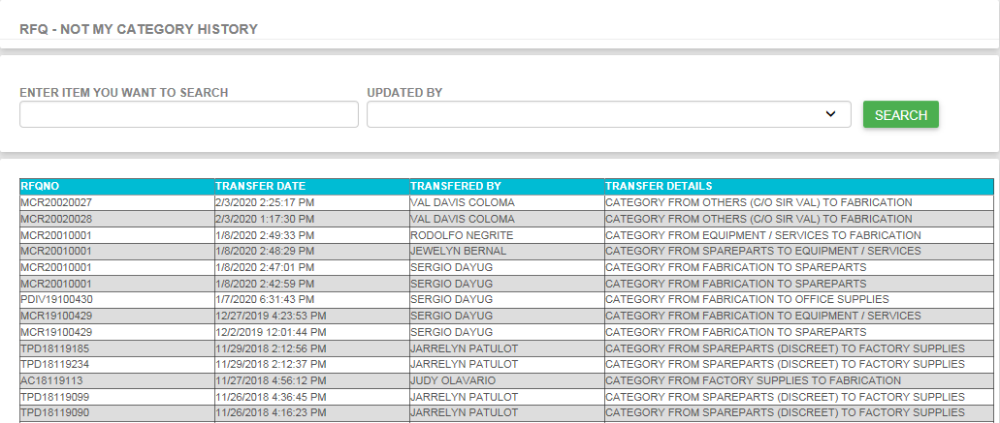 RFQ - NOT MY CATEGORY HISTORY
ENTER ITEM YOU WANT TO SEARCH UPDATED BY
SEARCH
RFQNO TRANSFER DATE TRANSFERED BY TRANSFER DETAILS
MCR20020027 2/3/2020 2:25:17 PM VAL DAVIS COLOMA CATEGORY FROM OTHERS (C/O SIR VAL) TO FABRICATION
MCR20020028 2/3/2020 1:17:30 PM VAL DAVIS COLOMA CATEGORY FROM OTHERS (C/O SIR VAL) TO FABRICATION
MCR20010001 1/8/2020 2:49:33 PM RODOLFO NEGRITE CATEGORY FROM EQUIPMENT / SERVICES TO FABRICATION
MCR20010001 1/8/2020 2:48:29 PM JEWELYN BERNAL CATEGORY FROM SPAREPARTS TO EQUIPMENT / SERVICES
MCR20010001 1/8/2020 2:47:01 PM SERGIO DAYUG CATEGORY FROM FABRICATION TO SPAREPARTS
MCR20010001 1/8/2020 2:42:59 PM SERGIO DAYUG CATEGORY FROM FABRICATION TO SPAREPARTS
PDIV19100430 1/7/2020 6:31:43 PM SERGIO DAYUG CATEGORY FROM FABRICATION TO OFFICE SUPPLIES
MCR19100429 12/27/2019 4:23:53 PM SERGIO DAYUG CATEGORY FROM FABRICATION TO EQUIPMENT / SERVICES
MCR19100429 12/2/2019 12:01:44 PM SERGIO DAYUG CATEGORY FROM FABRICATION TO SPAREPARTS
TPD18119185 11/29/2018 2:12:56 PM JARRELYN PATULOT CATEGORY FROM SPAREPARTS (DISCREET) TO FACTORY SUPPLIES
TPD18119234 11/29/2018 2:12:37 PM JARRELYN PATULOT CATEGORY FROM SPAREPARTS (DISCREET) TO FACTORY SUPPLIES
AC18119113 11/27/2018 4:56:12 PM JUDY OLAVARIO CATEGORY FROM FACTORY SUPPLIES TO FABRICATION
TPD18119099 11/26/2018 4:36:45 PM JARRELYN PATULOT CATEGORY FROM SPAREPARTS (DISCREET) TO FACTORY SUPPLIES
TPD18119090 11/26/2018 4:16:23 PM JARRELYN PATULOT CATEGORY FROM SPAREPARTS (DISCREET) TO FACTORY SUPPLIES